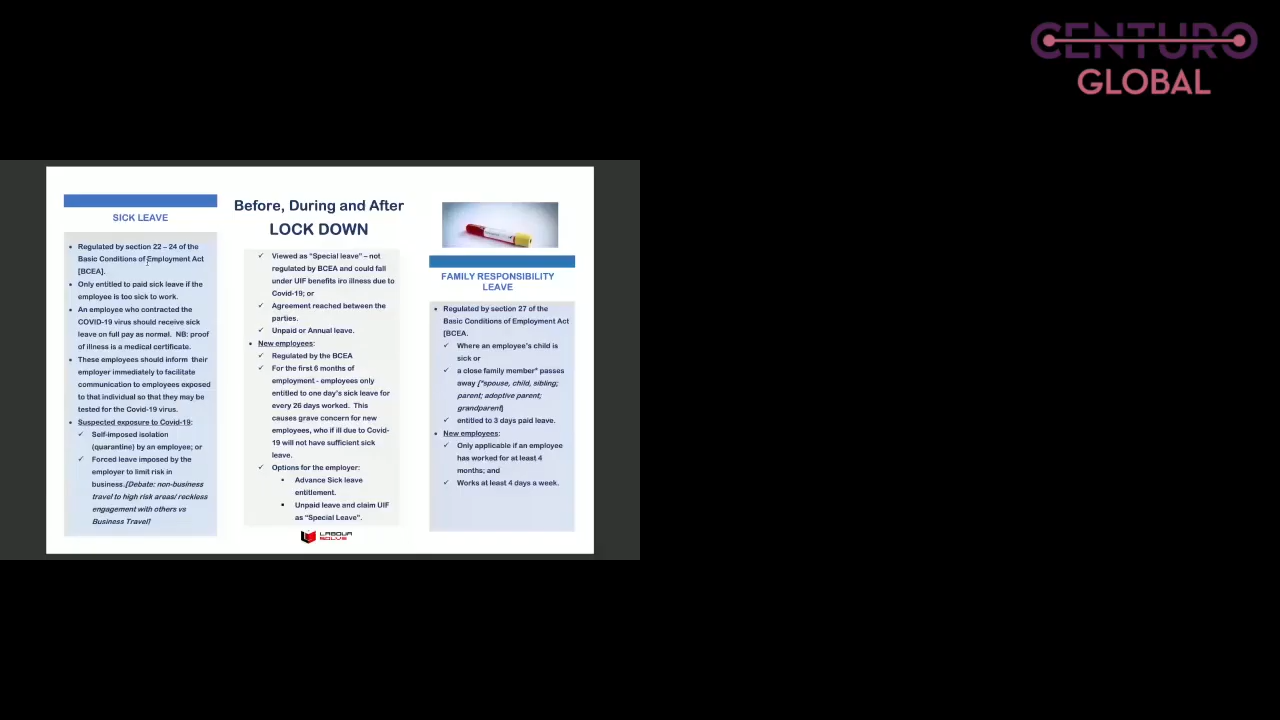 CENTURO
GLOBAL
SICK LEAVE
Regulated by section 22 – 24 of the
Basic Conditions of Employment Act
[BCEA].
Only entitled to paid sick leave if the
employee is too sick to work.
An employee who contracted the
COVID-19 virus should receive sick
leave on full pay as normal. NB: proof
of illness is a medical certificate.
These employees should inform their
employer immediately to facilitate
communication to employees exposed
to that individual so that they may be
tested for the Covid-19 virus.
Suspected exposure to Covid-19:
Self-imposed isolation
(quarantine) by an employee; or
Forced leave imposed by the
employer to limit risk in
business.[Debate: non-business
travel to high risk areas/ reckless
engagement with others vs
Business Travel]
Before, During and After
LOCK DOWN
Viewed as “Special leave” – not
regulated by BCEA and could fall
under UIF benefits iro illness due to
Covid-19; or
Agreement reached between the
parties.
Unpaid or Annual leave.
New employees:
Regulated by the BCEA
For the first 6 months of
employment - employees only
entitled to one day’s sick leave for
every 26 days worked. This
causes grave concern for new
employees, who if ill due to Covid-
19 will not have sufficient sick
leave.
Options for the employer:
Advance Sick leave
entitlement.
Unpaid leave and claim UIF
as “Special Leave”.
LABOUR
SOLVE
FAMILY RESPONSIBILITY
LEAVE
Regulated by section 27 of the
Basic Conditions of Employment Act
[BCEA.
Where an employee’s child is
sick or
a close family member* passes
away [*spouse, child, sibling;
parent; adoptive parent;
grandparent]
entitled to 3 days paid leave.
New employees:
Only applicable if an employee
has worked for at least 4
months; and
Works at least 4 days a week.